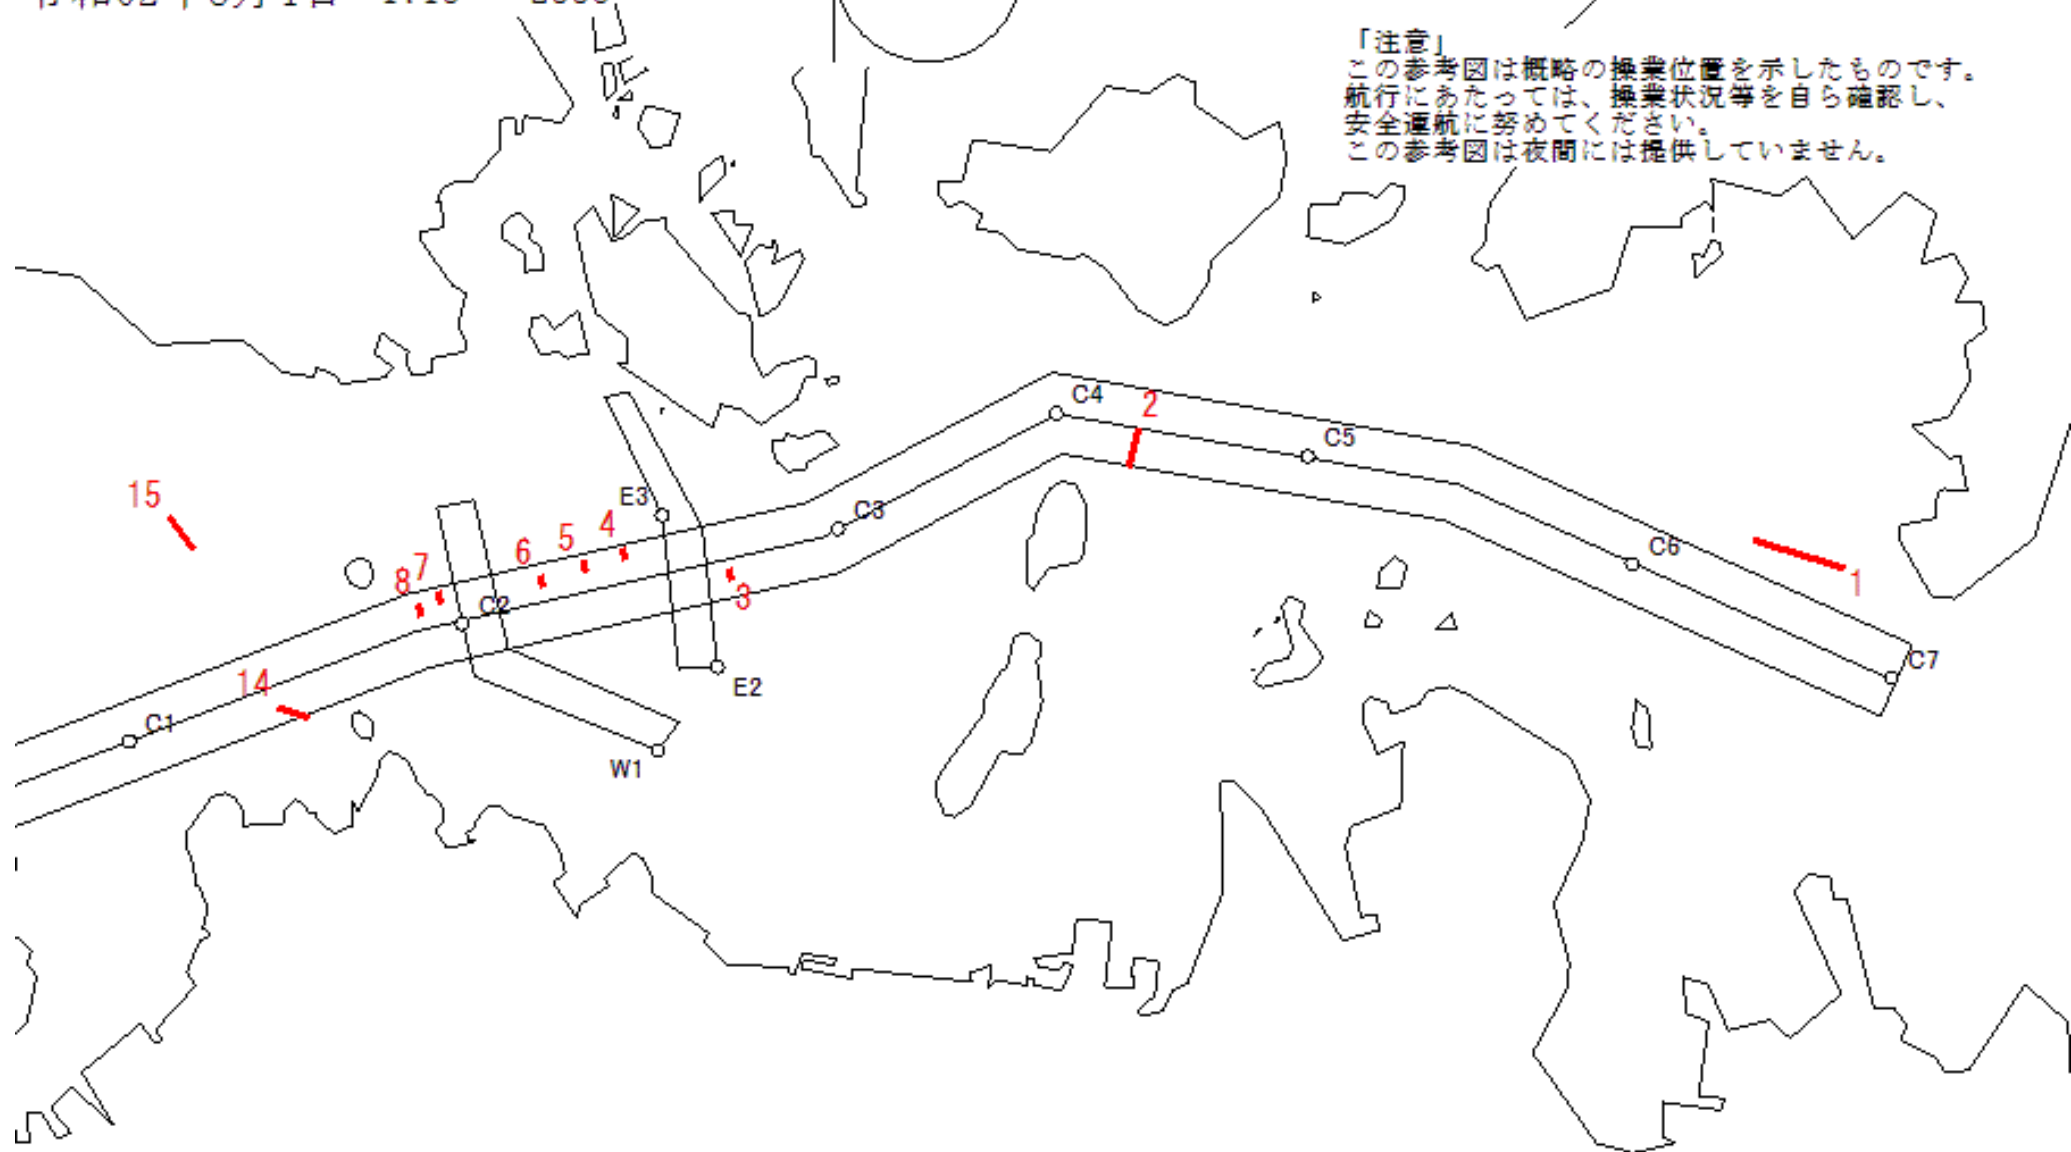 「注意」
この参考図は概略の操業位置を示したものです。
航行にあたっては、操業状況等を自ら確認し、
安全運航に努めてください。
この参考図は夜間には提供していません。
C4
2
C5
15
E3
C3
4
5
6
7
8
C6
1
C2
3
C7
E2
14
C1
W1